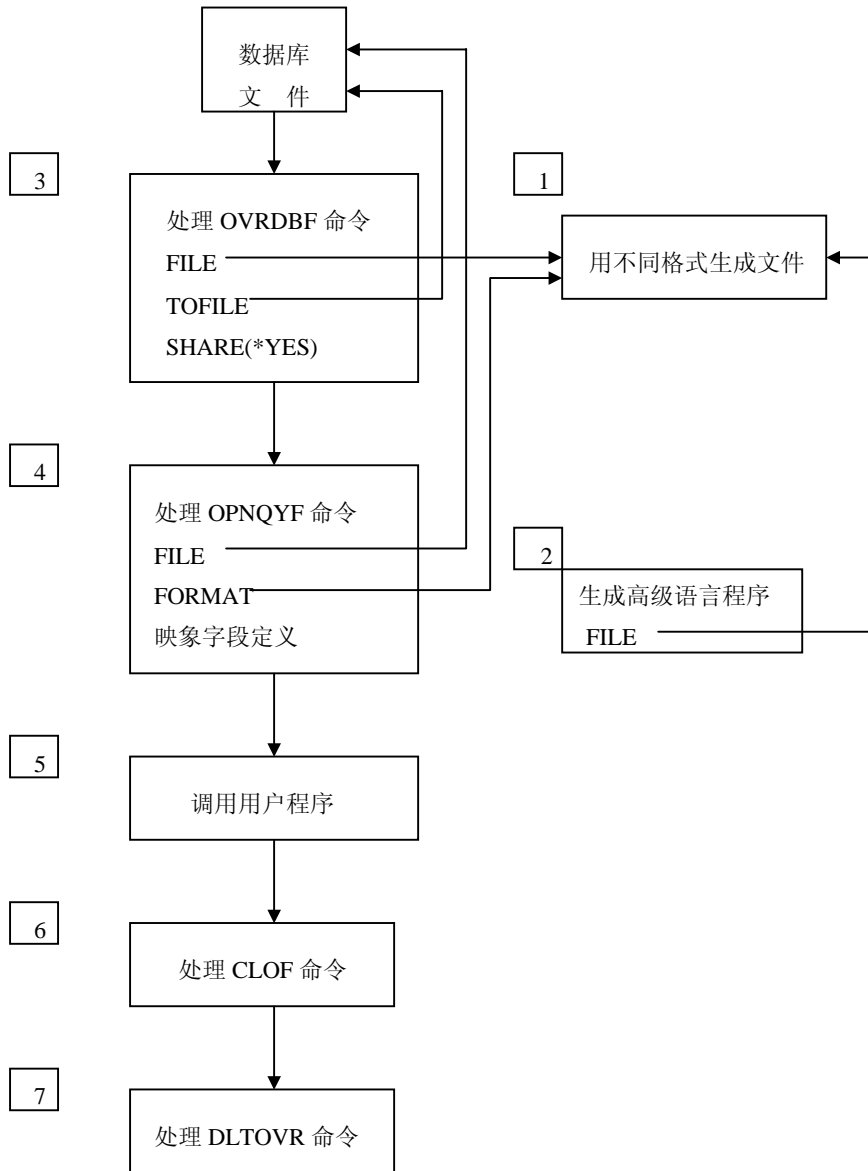 数据库
文 件
3
处理 OVRDBF 命令
FILE
TOFILE
SHARE(*YES)
1
用不同格式生成文件
4
处理 OPNQYF 命令
FILE
FORMAT
映象字段定义
2
生成高级语言程序
FILE
5
调用用户程序
6
处理 CLOF 命令
7
处理 DLTOVR 命令